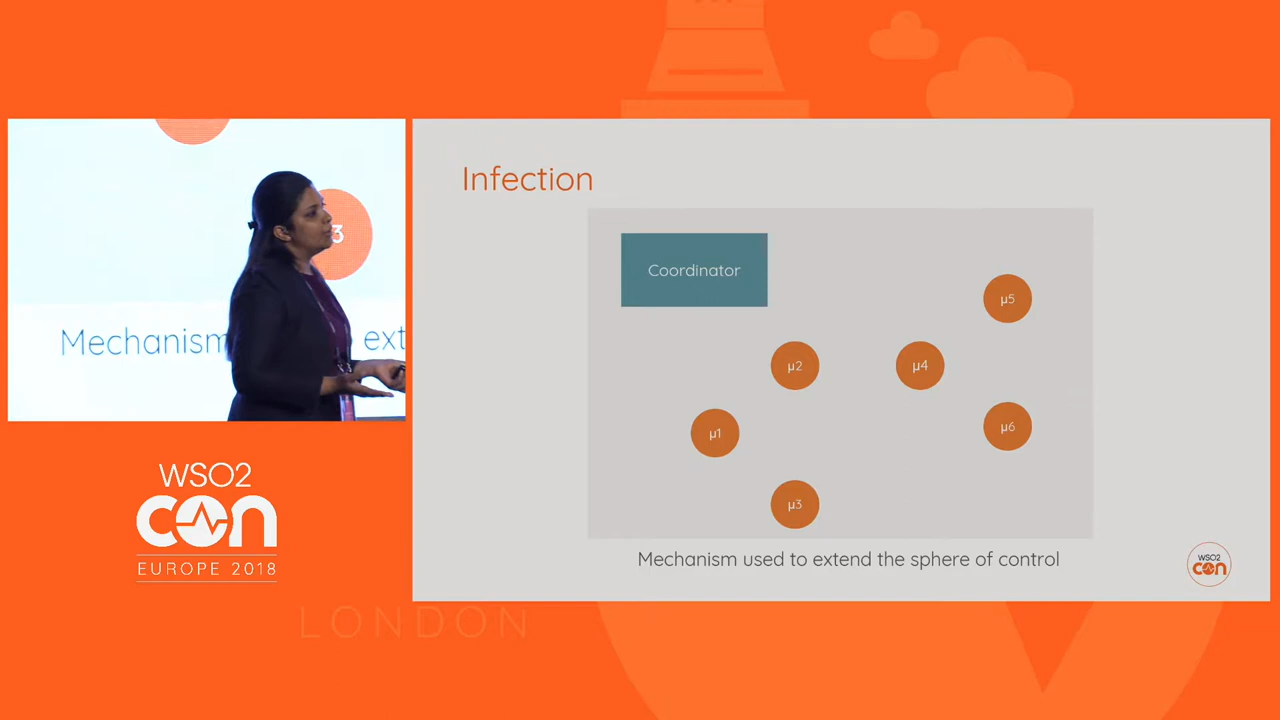 3
Mechanism
ext
WSO2
CON
EUROPE 2018
LONDON
Infection
Coordinator
µ5
µ2
µ4
µ1
µ6
µ3
Mechanism used to extend the sphere of control
WSO2
CON